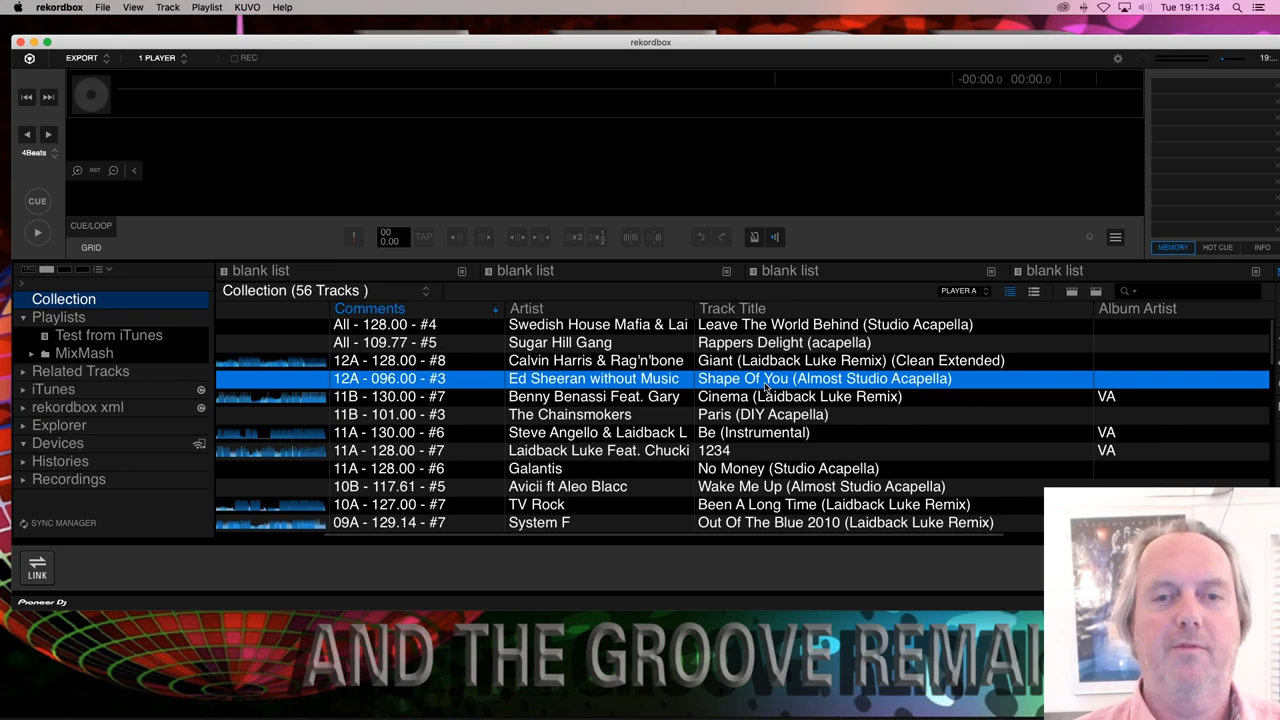 rekordbox File View Track Playlist KUVO Help Tue 19:11:34
rekordbox
EXPORT 1 PLAYER REC 19:...
-00:00.0 00:00.0
4Beats
RST
CUE
CUE/LOOP
GRID
00
0.00
TAP
x2 x1/2
Q
MEMORY HOT CUE INFO
TAG
blank list blank list blank list blank list
Collection (56 Tracks )
PLAYER A
Collection
Playlists
Test from iTunes
MixMash
Related Tracks
iTunes
rekordbox xml
Explorer
Devices
Histories
Recordings
SYNC MANAGER
Comments Artist Track Title Album Artist
All - 128.00 - #4 Swedish House Mafia & Lai Leave The World Behind (Studio Acapella)
All - 109.77 - #5 Sugar Hill Gang Rappers Delight (acapella)
12A - 128.00 - #8 Calvin Harris & Rag'n'bone Giant (Laidback Luke Remix) (Clean Extended)
12A - 096.00 - #3 Ed Sheeran without Music Shape Of You (Almost Studio Acapella)
11B - 130.00 - #7 Benny Benassi Feat. Gary Cinema (Laidback Luke Remix) VA
11B - 101.00 - #3 The Chainsmokers Paris (DIY Acapella)
11A - 130.00 - #6 Steve Angello & Laidback L Be (Instrumental) VA
11A - 128.00 - #7 Laidback Luke Feat. Chucki 1234 VA
11A - 128.00 - #6 Galantis No Money (Studio Acapella)
10B - 117.61 - #5 Avicii ft Aleo Blacc Wake Me Up (Almost Studio Acapella)
10A - 127.00 - #7 TV Rock Been A Long Time (Laidback Luke Remix)
09A - 129.14 - #7 System F Out Of The Blue 2010 (Laidback Luke Remix)
LINK
Pioneer Dj
AND THE GROOVE REMAI